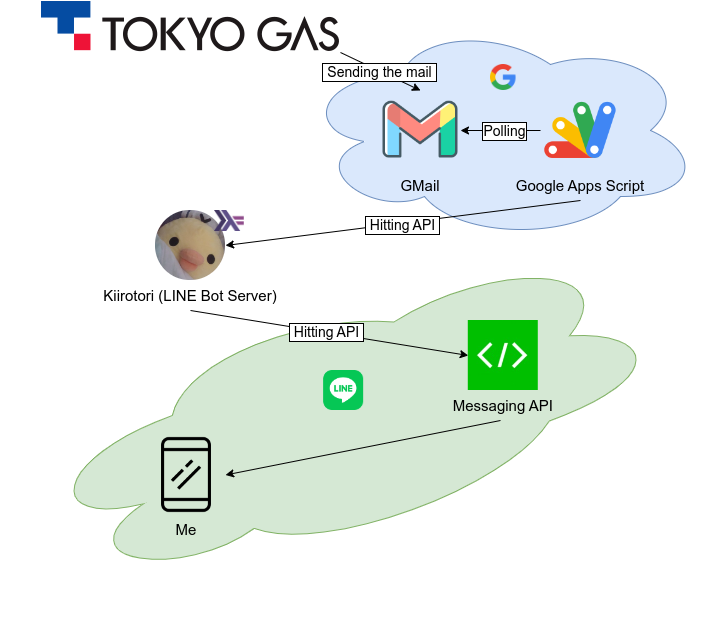 TOKYO GAS
Sending the mail
Polling
GMail
Google Apps Script
Hitting API
Kiirotori (LINE Bot Server)
Hitting API
LINE
Messaging API
Me